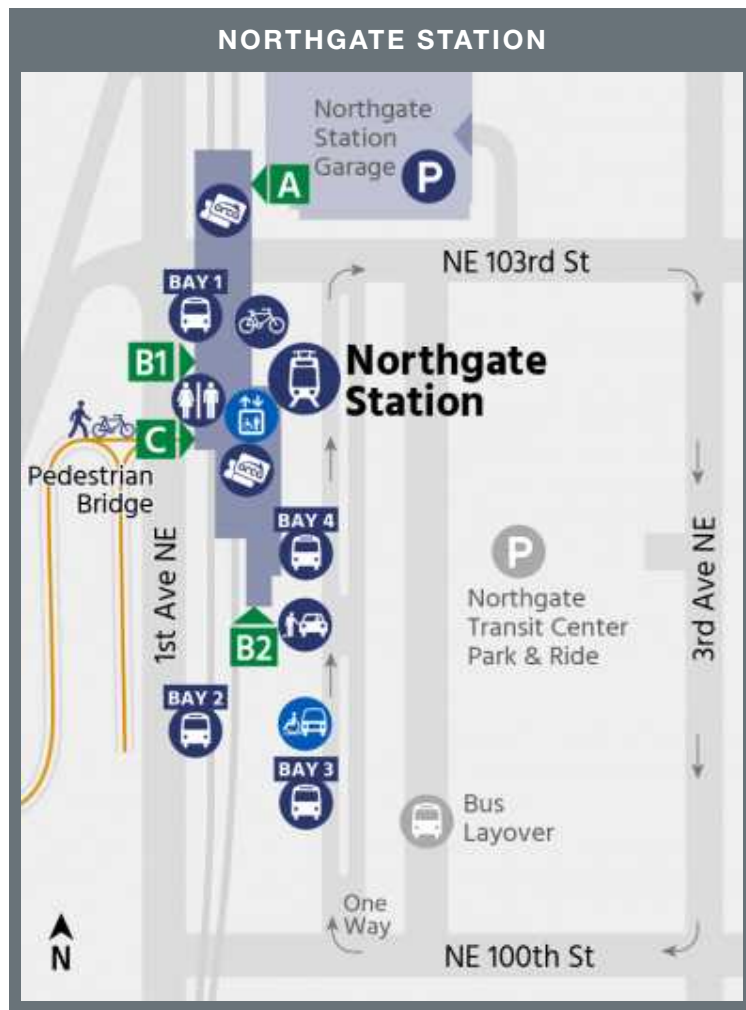 NORTHGATE STATION
Northgate
Station
Garage
P
A
orca
NE 103rd St
BAY 1
B1
Northgate
Station
C
orca
Pedestrian
Bridge
BAY 4
1st Ave NE
P
Northgate
Transit Center
Park & Ride
3rd Ave NE
B2
BAY 2
BAY 3
Bus
Layover
One
Way
N
NE 100th St